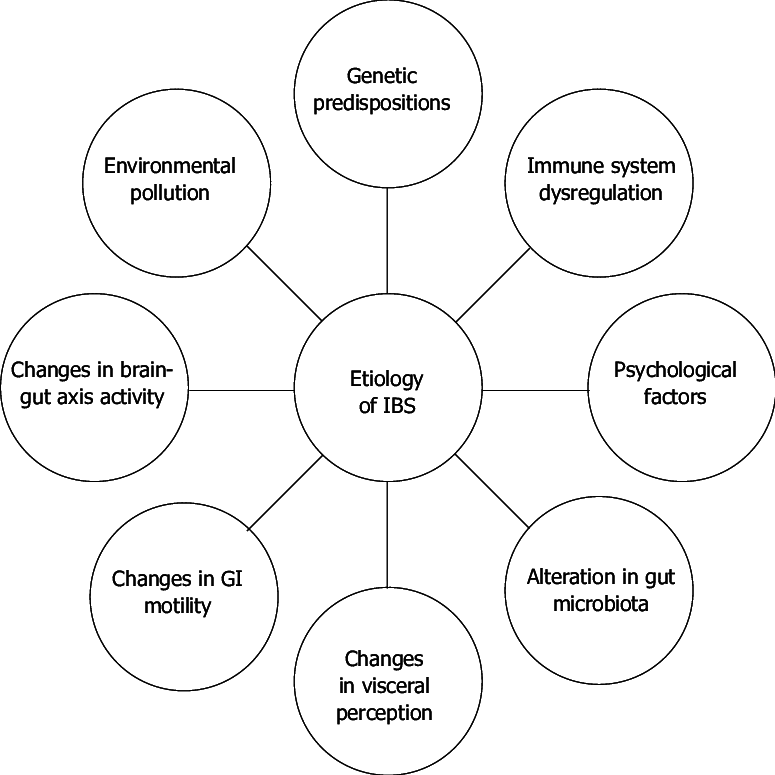 Genetic
predispositions
Environmental
pollution
Immune system
dysregulation
Changes in brain-
gut axis activity
Etiology
of IBS
Psychological
factors
Changes in GI
motility
Alteration in gut
microbiota
Changes
in visceral
perception